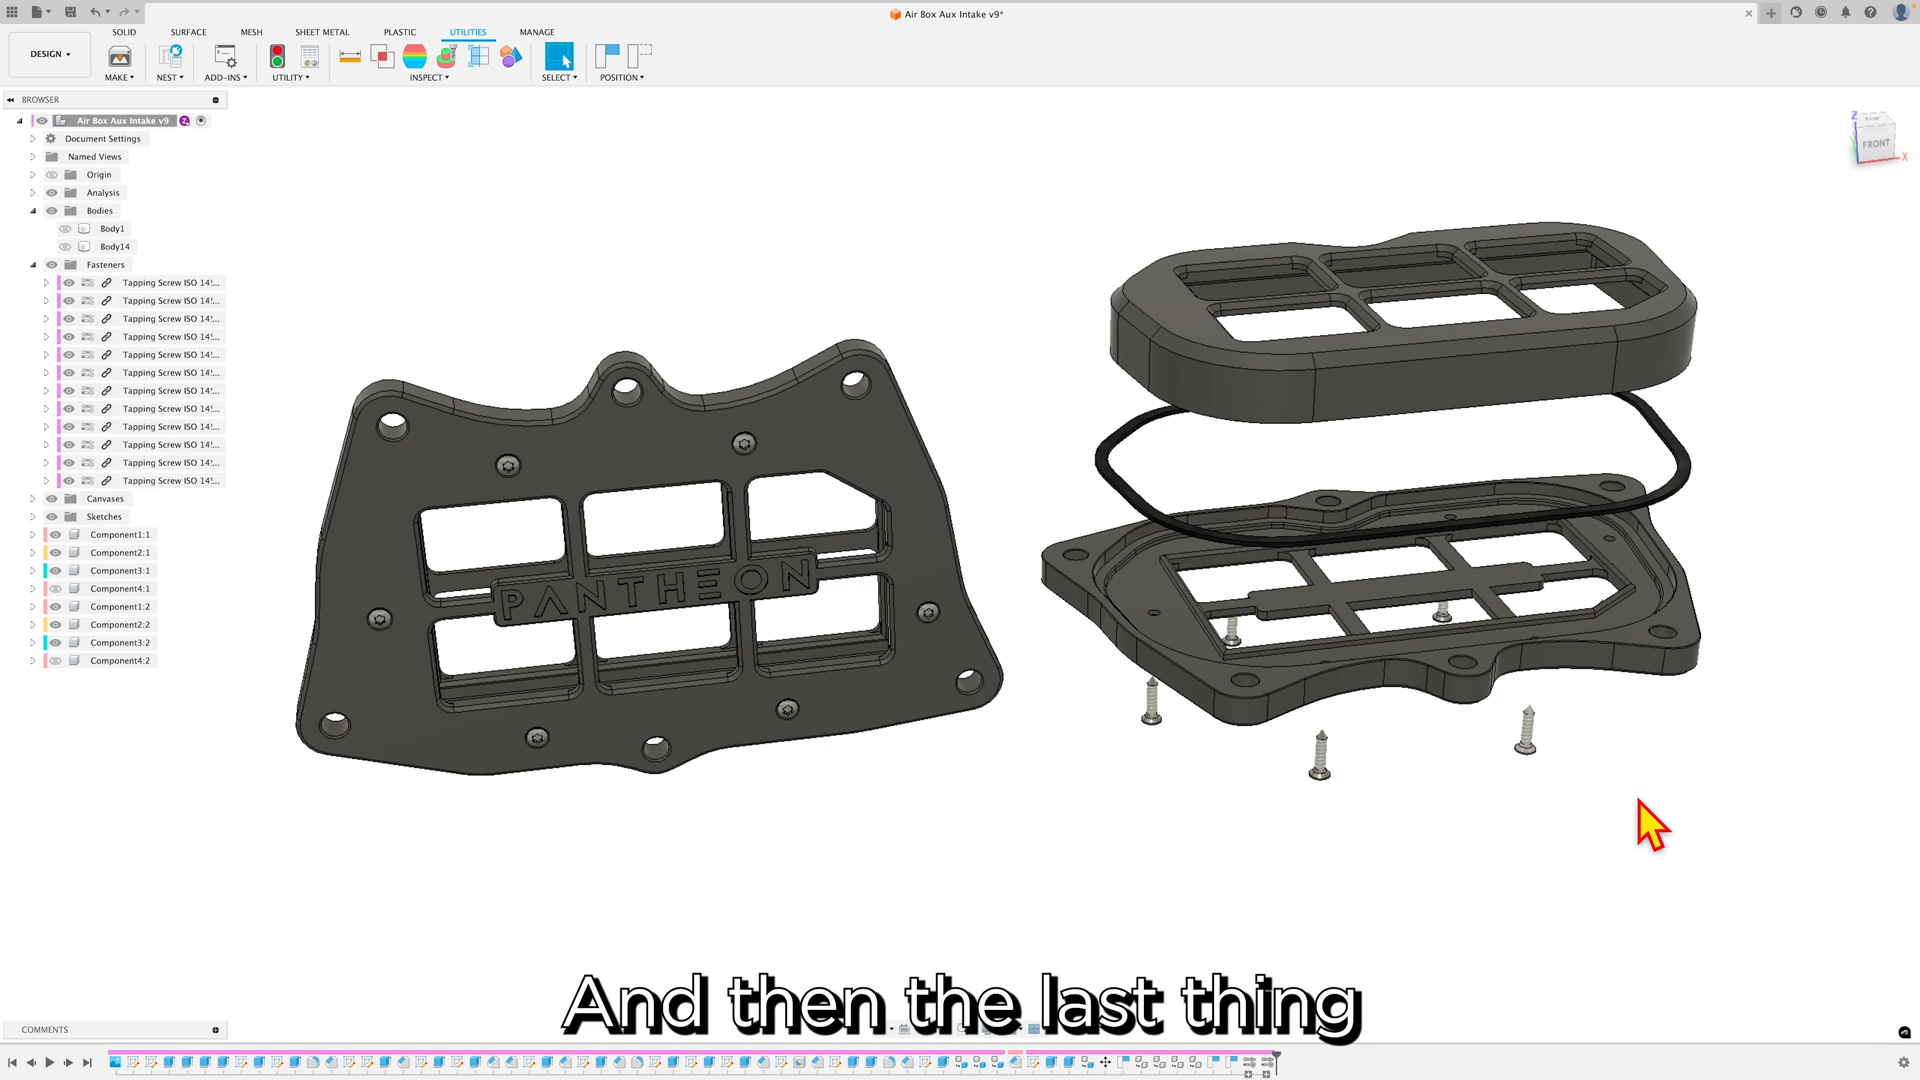 Air Box Aux Intake v9*
SOLID SURFACE MESH SHEET METAL PLASTIC UTILITIES MANAGE
DESIGN
MAKE NEST ADD-INS UTILITY INSPECT SELECT POSITION
BROWSER
Air Box Aux Intake v9
Document Settings
Named Views
Origin
Analysis
Bodies
Body1
Body14
Fasteners
Tapping Screw ISO 14!...
Tapping Screw ISO 14!...
Tapping Screw ISO 14!...
Tapping Screw ISO 14!...
Tapping Screw ISO 14!...
Tapping Screw ISO 14!...
Tapping Screw ISO 14!...
Tapping Screw ISO 14!...
Tapping Screw ISO 14!...
Tapping Screw ISO 14!...
Tapping Screw ISO 14!...
Tapping Screw ISO 14!...
Canvases
Sketches
Component1:1
Component2:1
Component3:1
Component4:1
Component1:2
Component2:2
Component3:2
Component4:2
PANTHEON
Z
TOP
FRONT
X
And then the last thing
COMMENTS